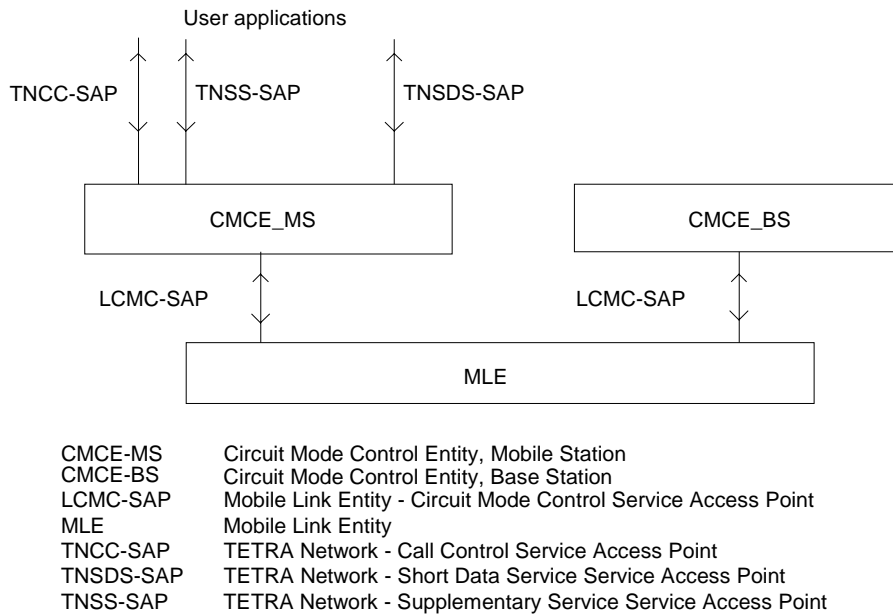 User applications
TNCC-SAP TNSS-SAP TNSDS-SAP
CMCE_MS CMCE_BS
LCMC-SAP LCMC-SAP
MLE
CMCE-MS Circuit Mode Control Entity, Mobile Station
CMCE-BS Circuit Mode Control Entity, Base Station
LCMC-SAP Mobile Link Entity - Circuit Mode Control Service Access Point
MLE Mobile Link Entity
TNCC-SAP TETRA Network - Call Control Service Access Point
TNSDS-SAP TETRA Network - Short Data Service Service Access Point
TNSS-SAP TETRA Network - Supplementary Service Service Access Point